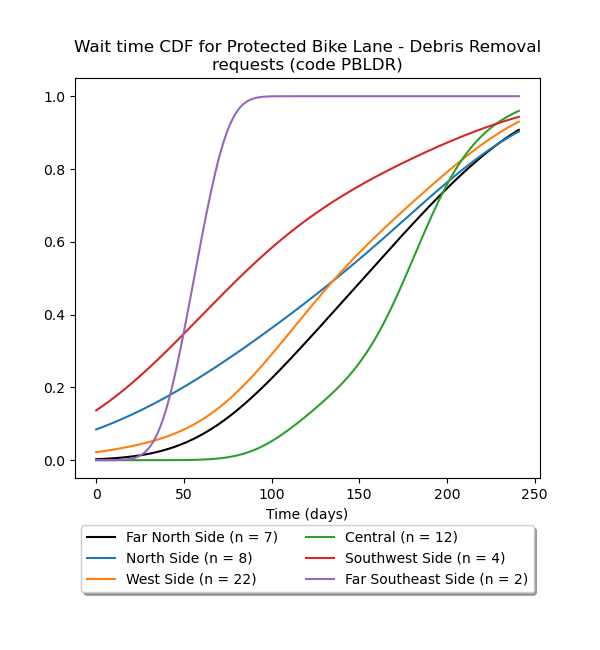 Wait time CDF for Protected Bike Lane - Debris Removal
requests (code PBLDR)
1.0
0.8
0.6
0.4
0.2
0.0
0 50 100 150 200 250
Time (days)
Far North Side (n = 7) Central (n = 12)
North Side (n = 8) Southwest Side (n = 4)
West Side (n = 22) Far Southeast Side (n = 2)